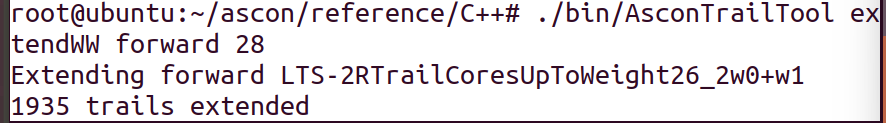 root@ubuntu:~/ascon/reference/C++# ./bin/AsconTrailTool ex
tendWW forward 28
Extending forward LTS-2RTrailCoresUpToWeight26_2w0+w1
1935 trails extended